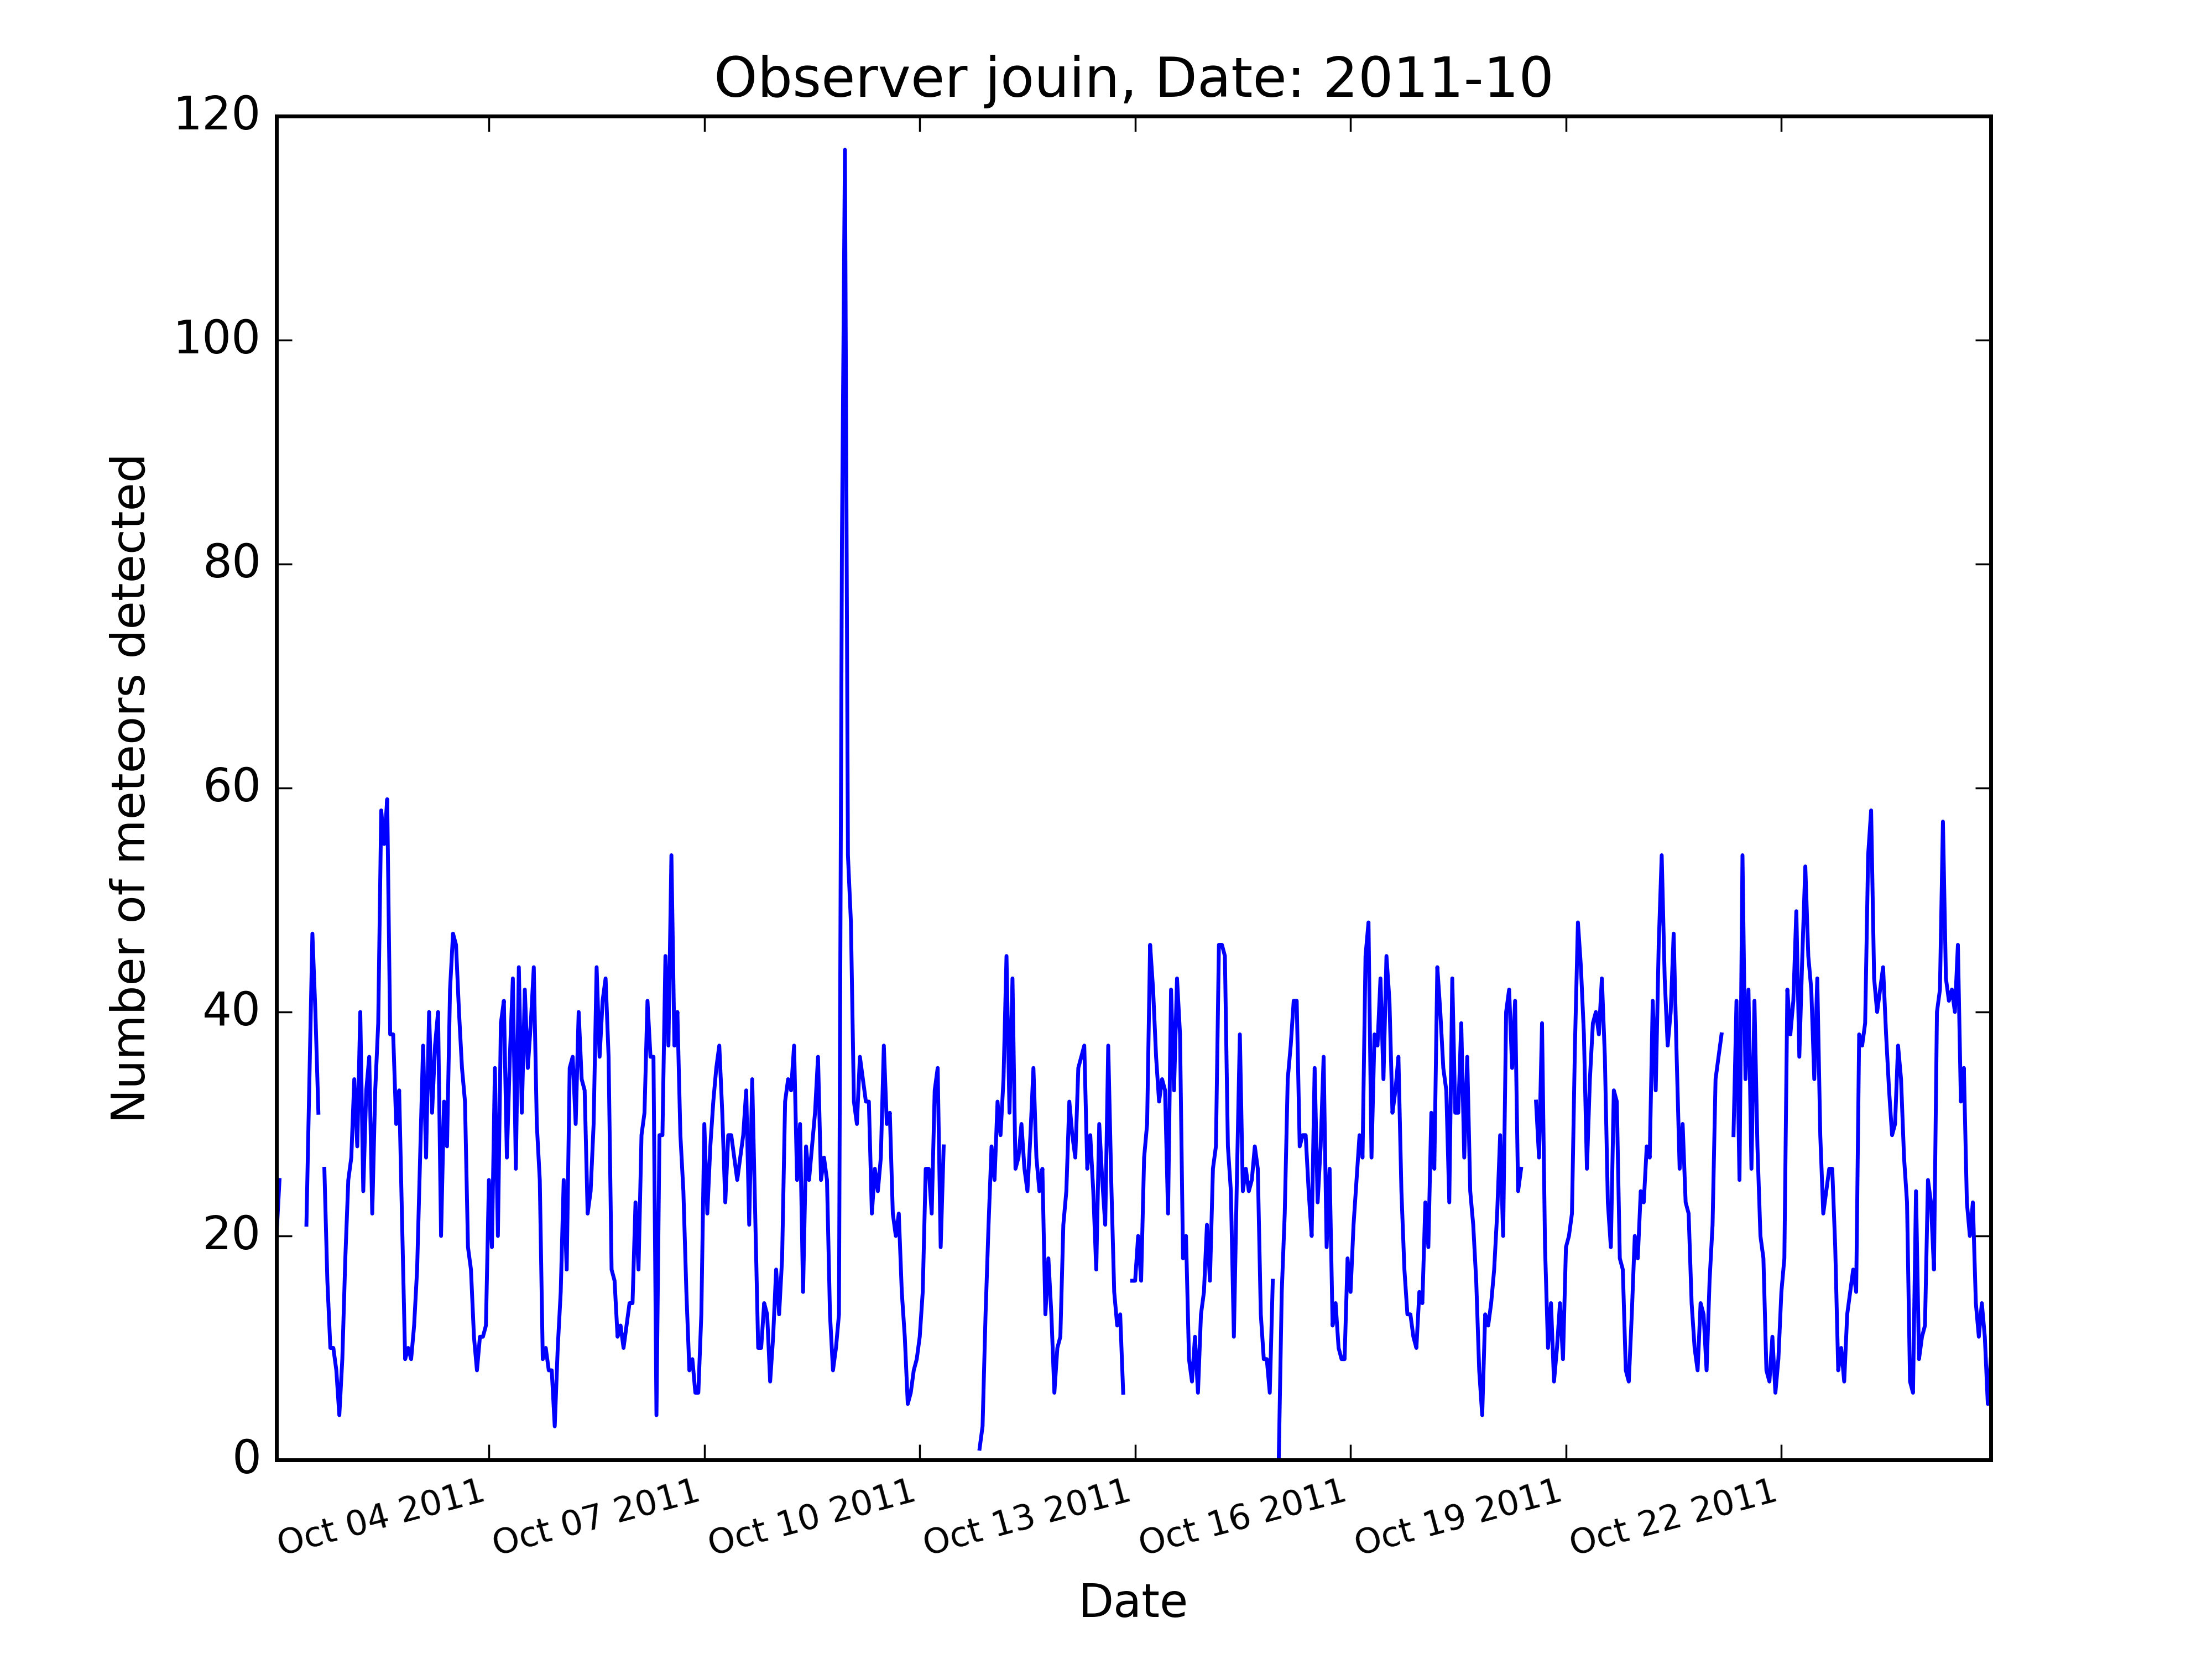 Observer jouin, Date: 2011-10
120
100
80
60
40
20
0
Number of meteors detected
Oct 04 2011
Oct 07 2011
Oct 10 2011
Oct 13 2011
Oct 16 2011
Oct 19 2011
Oct 22 2011
Date